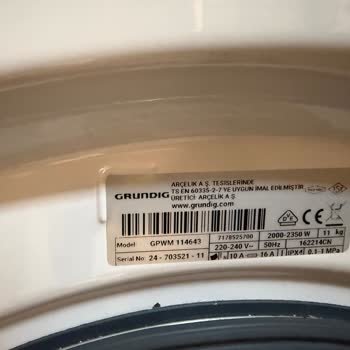 GRUNDIG
ARÇELİK A.Ş. TESİSLERİNDE
TS EN 60335-2-7 YE UYGUN İMAL EDİLMİŞTİR
ÜRETİCİ: ARÇELİK A.Ş.
www.grundig.com
Model GPWM 114643 7178525700 2000-2350 W 11 kg
220-240 V~ 50Hz 162214CN
Serial No: 24 - 703521 - 11 10 A 16 A IPX4 0.1-1 MPa